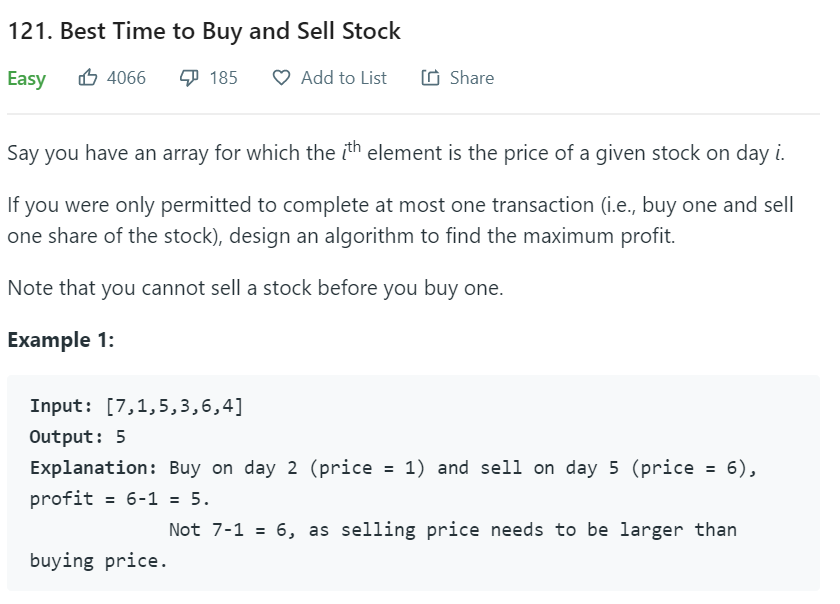 121. Best Time to Buy and Sell Stock
Easy 4066 185 Add to List Share
Say you have an array for which the ith element is the price of a given stock on day i.
If you were only permitted to complete at most one transaction (i.e., buy one and sell
one share of the stock), design an algorithm to find the maximum profit.
Note that you cannot sell a stock before you buy one.
Example 1:
Input: [7,1,5,3,6,4]
Output: 5
Explanation: Buy on day 2 (price = 1) and sell on day 5 (price = 6),
profit = 6-1 = 5.
Not 7-1 = 6, as selling price needs to be larger than
buying price.